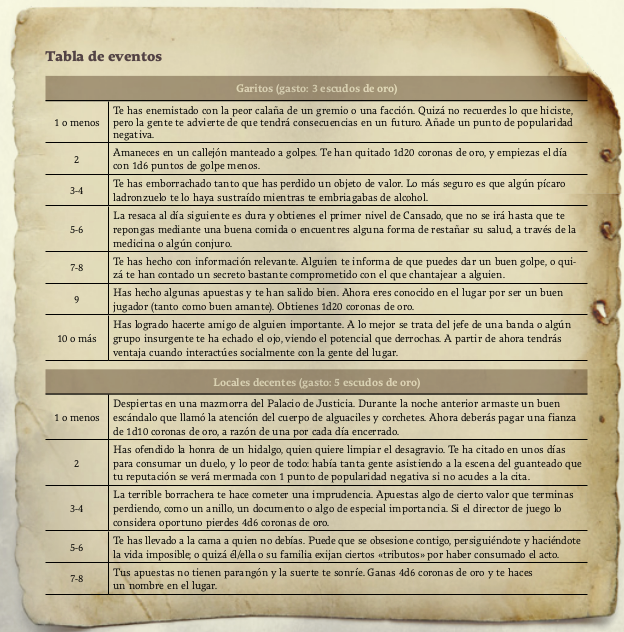 Tabla de eventos
Garitos (gasto: 3 escudos de oro)
1 o menos
Te has enemistado con la peor calaña de un gremio o una facción. Quizá no recuerdes lo que hiciste,
pero la gente te advierte de que tendrá consecuencias en un futuro. Añade un punto de popularidad
negativa.
2
Amaneces en un callejón manteado a golpes. Te han quitado 1d20 coronas de oro, y empiezas el día
con 1d6 puntos de golpe menos.
3-4
Te has emborrachado tanto que has perdido un objeto de valor. Lo más seguro es que algún pícaro
ladronzuelo te lo haya sustraído mientras te embriagabas de alcohol.
5-6
La resaca al día siguiente es dura y obtienes el primer nivel de Cansado, que no se irá hasta que te
repongas mediante una buena comida o encuentres alguna forma de restañar su salud, a través de la
medicina o algún conjuro.
7-8
Te has hecho con información relevante. Alguien te informa de que puedes dar un buen golpe, o qui-
zá te han contado un secreto bastante comprometido con el que chantajear a alguien.
9
Has hecho algunas apuestas y te han salido bien. Ahora eres conocido en el lugar por ser un buen
jugador (tanto como buen amante). Obtienes 1d20 coronas de oro.
10 o más
Has logrado hacerte amigo de alguien importante. A lo mejor se trata del jefe de una banda o algún
grupo insurgente te ha echado el ojo, viendo el potencial que derrochas. A partir de ahora tendrás
ventaja cuando interactúes socialmente con la gente del lugar.
Locales decentes (gasto: 5 escudos de oro)
1 o menos
Despiertas en una mazmorra del Palacio de Justicia. Durante la noche anterior armaste un buen
escándalo que llamó la atención del cuerpo de alguaciles y corchetes. Ahora deberás pagar una fianza
de 1d10 coronas de oro, a razón de una por cada día encerrado.
2
Has ofendido la honra de un hidalgo, quien quiere limpiar el desagravio. Te ha citado en unos días
para consumar un duelo, y lo peor de todo: había tanta gente asistiendo a la escena del guanteado que
tu reputación se verá mermada con 1 punto de popularidad negativa si no acudes a la cita.
3-4
La terrible borrachera te hace cometer una imprudencia. Apuestas algo de cierto valor que terminas
perdiendo, como un anillo, un documento o algo de especial importancia. Si el director de juego lo
considera oportuno pierdes 4d6 coronas de oro.
5-6
Te has llevado a la cama a quien no debías. Puede que se obsesione contigo, persiguiéndote y haciéndote
la vida imposible; o quizá él/ella o su familia exijan ciertos «tributos» por haber consumado el acto.
7-8
Tus apuestas no tienen parangón y la suerte te sonríe. Ganas 4d6 coronas de oro y te haces
un nombre en el lugar.